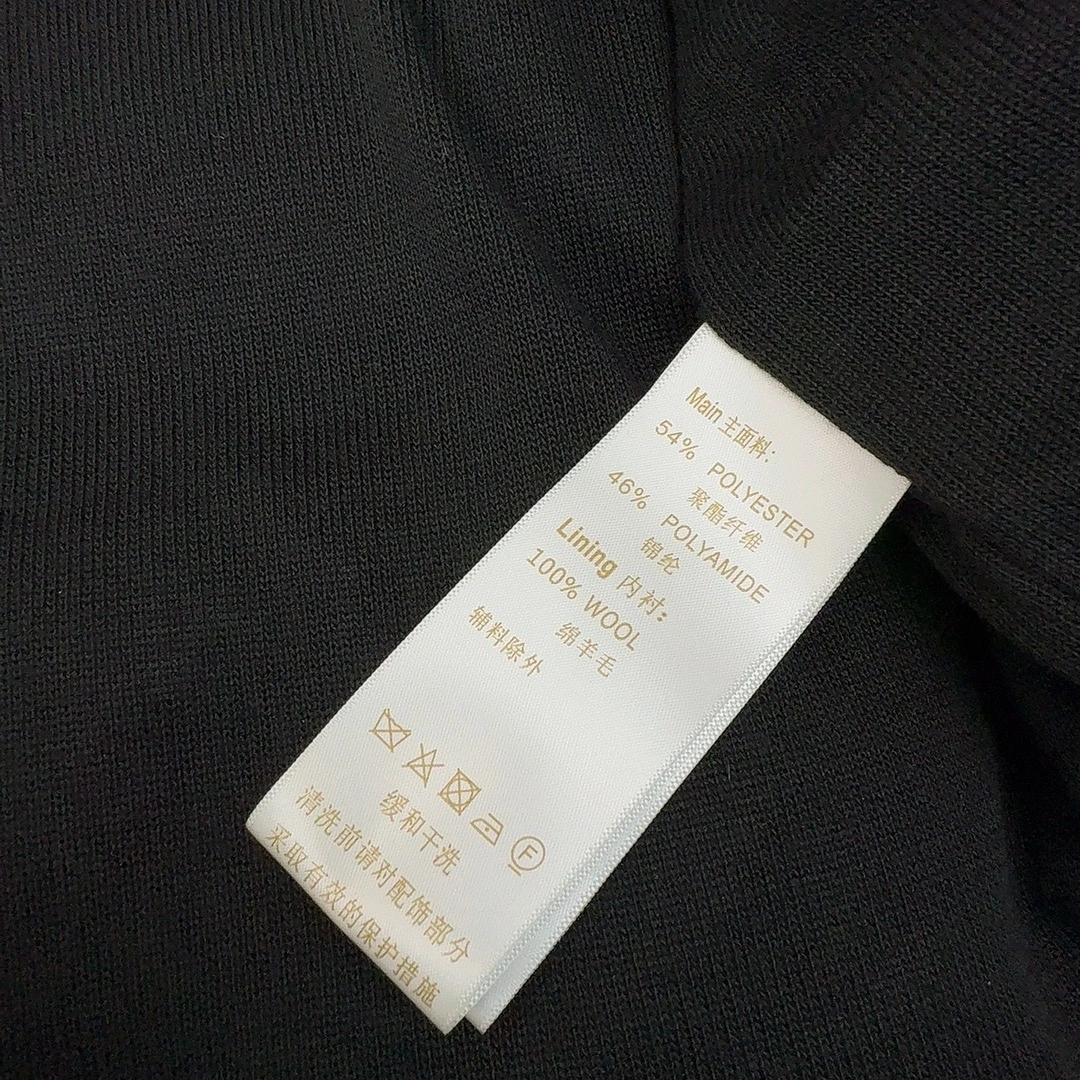 Main 主面料:
54% POLYESTER
聚酯纤维
46% POLYAMIDE
锦纶
Lining 内衬:
100% WOOL
绵羊毛
辅料除外
F
缓和干洗
清洗前请对配饰部分
采取有效的保护措施